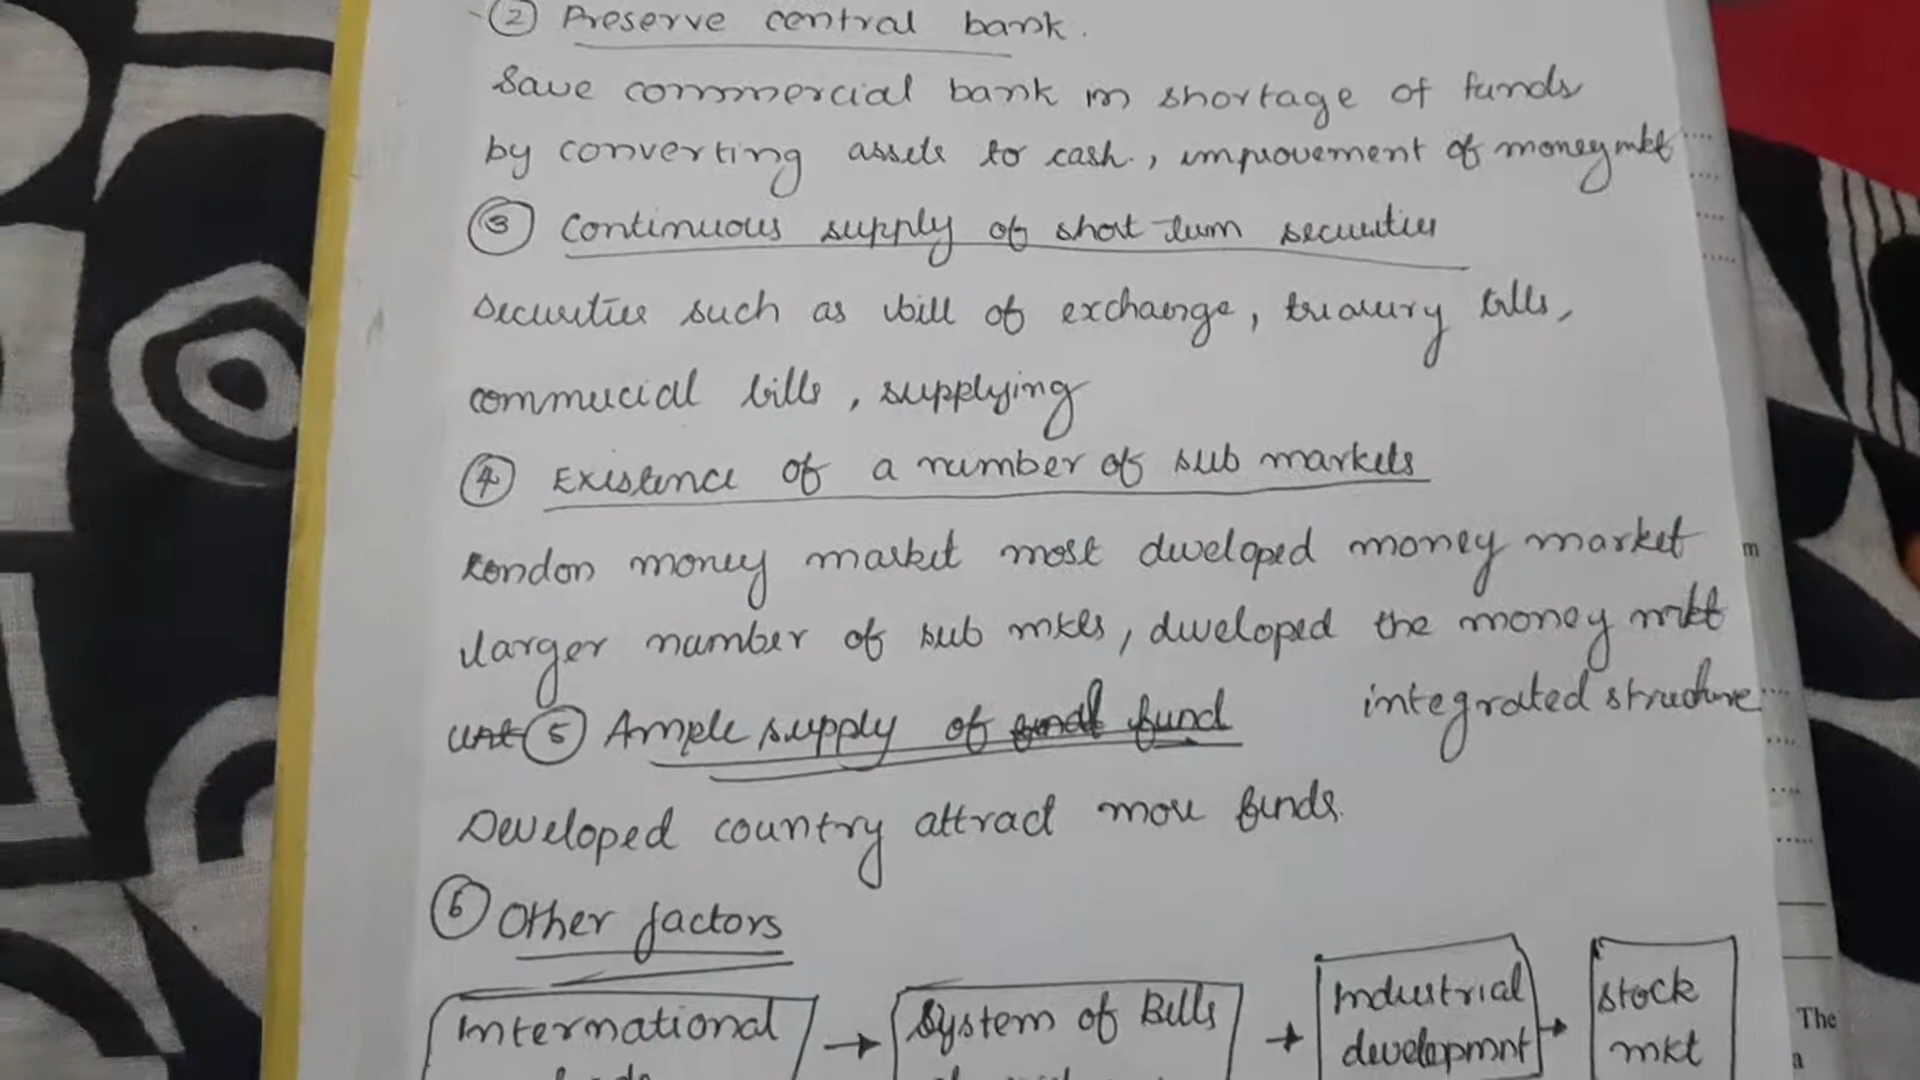 ② Preserve central bank.
Save commercial bank in shortage of funds
by converting assets to cash., improvement of money mkt
③ Continuous supply of short term securities
Securities such as bill of exchange, treasury bills,
commercial bills, supplying
④ Existence of a number of sub markets
London money market most developed money market
larger number of sub mkts, developed the money mkt
integrated structure
⑤ Ample supply of fund
Developed country attract more funds.
⑥ Other factors
International → System of Bills → Industrial → stock
development mkt
m
The
a